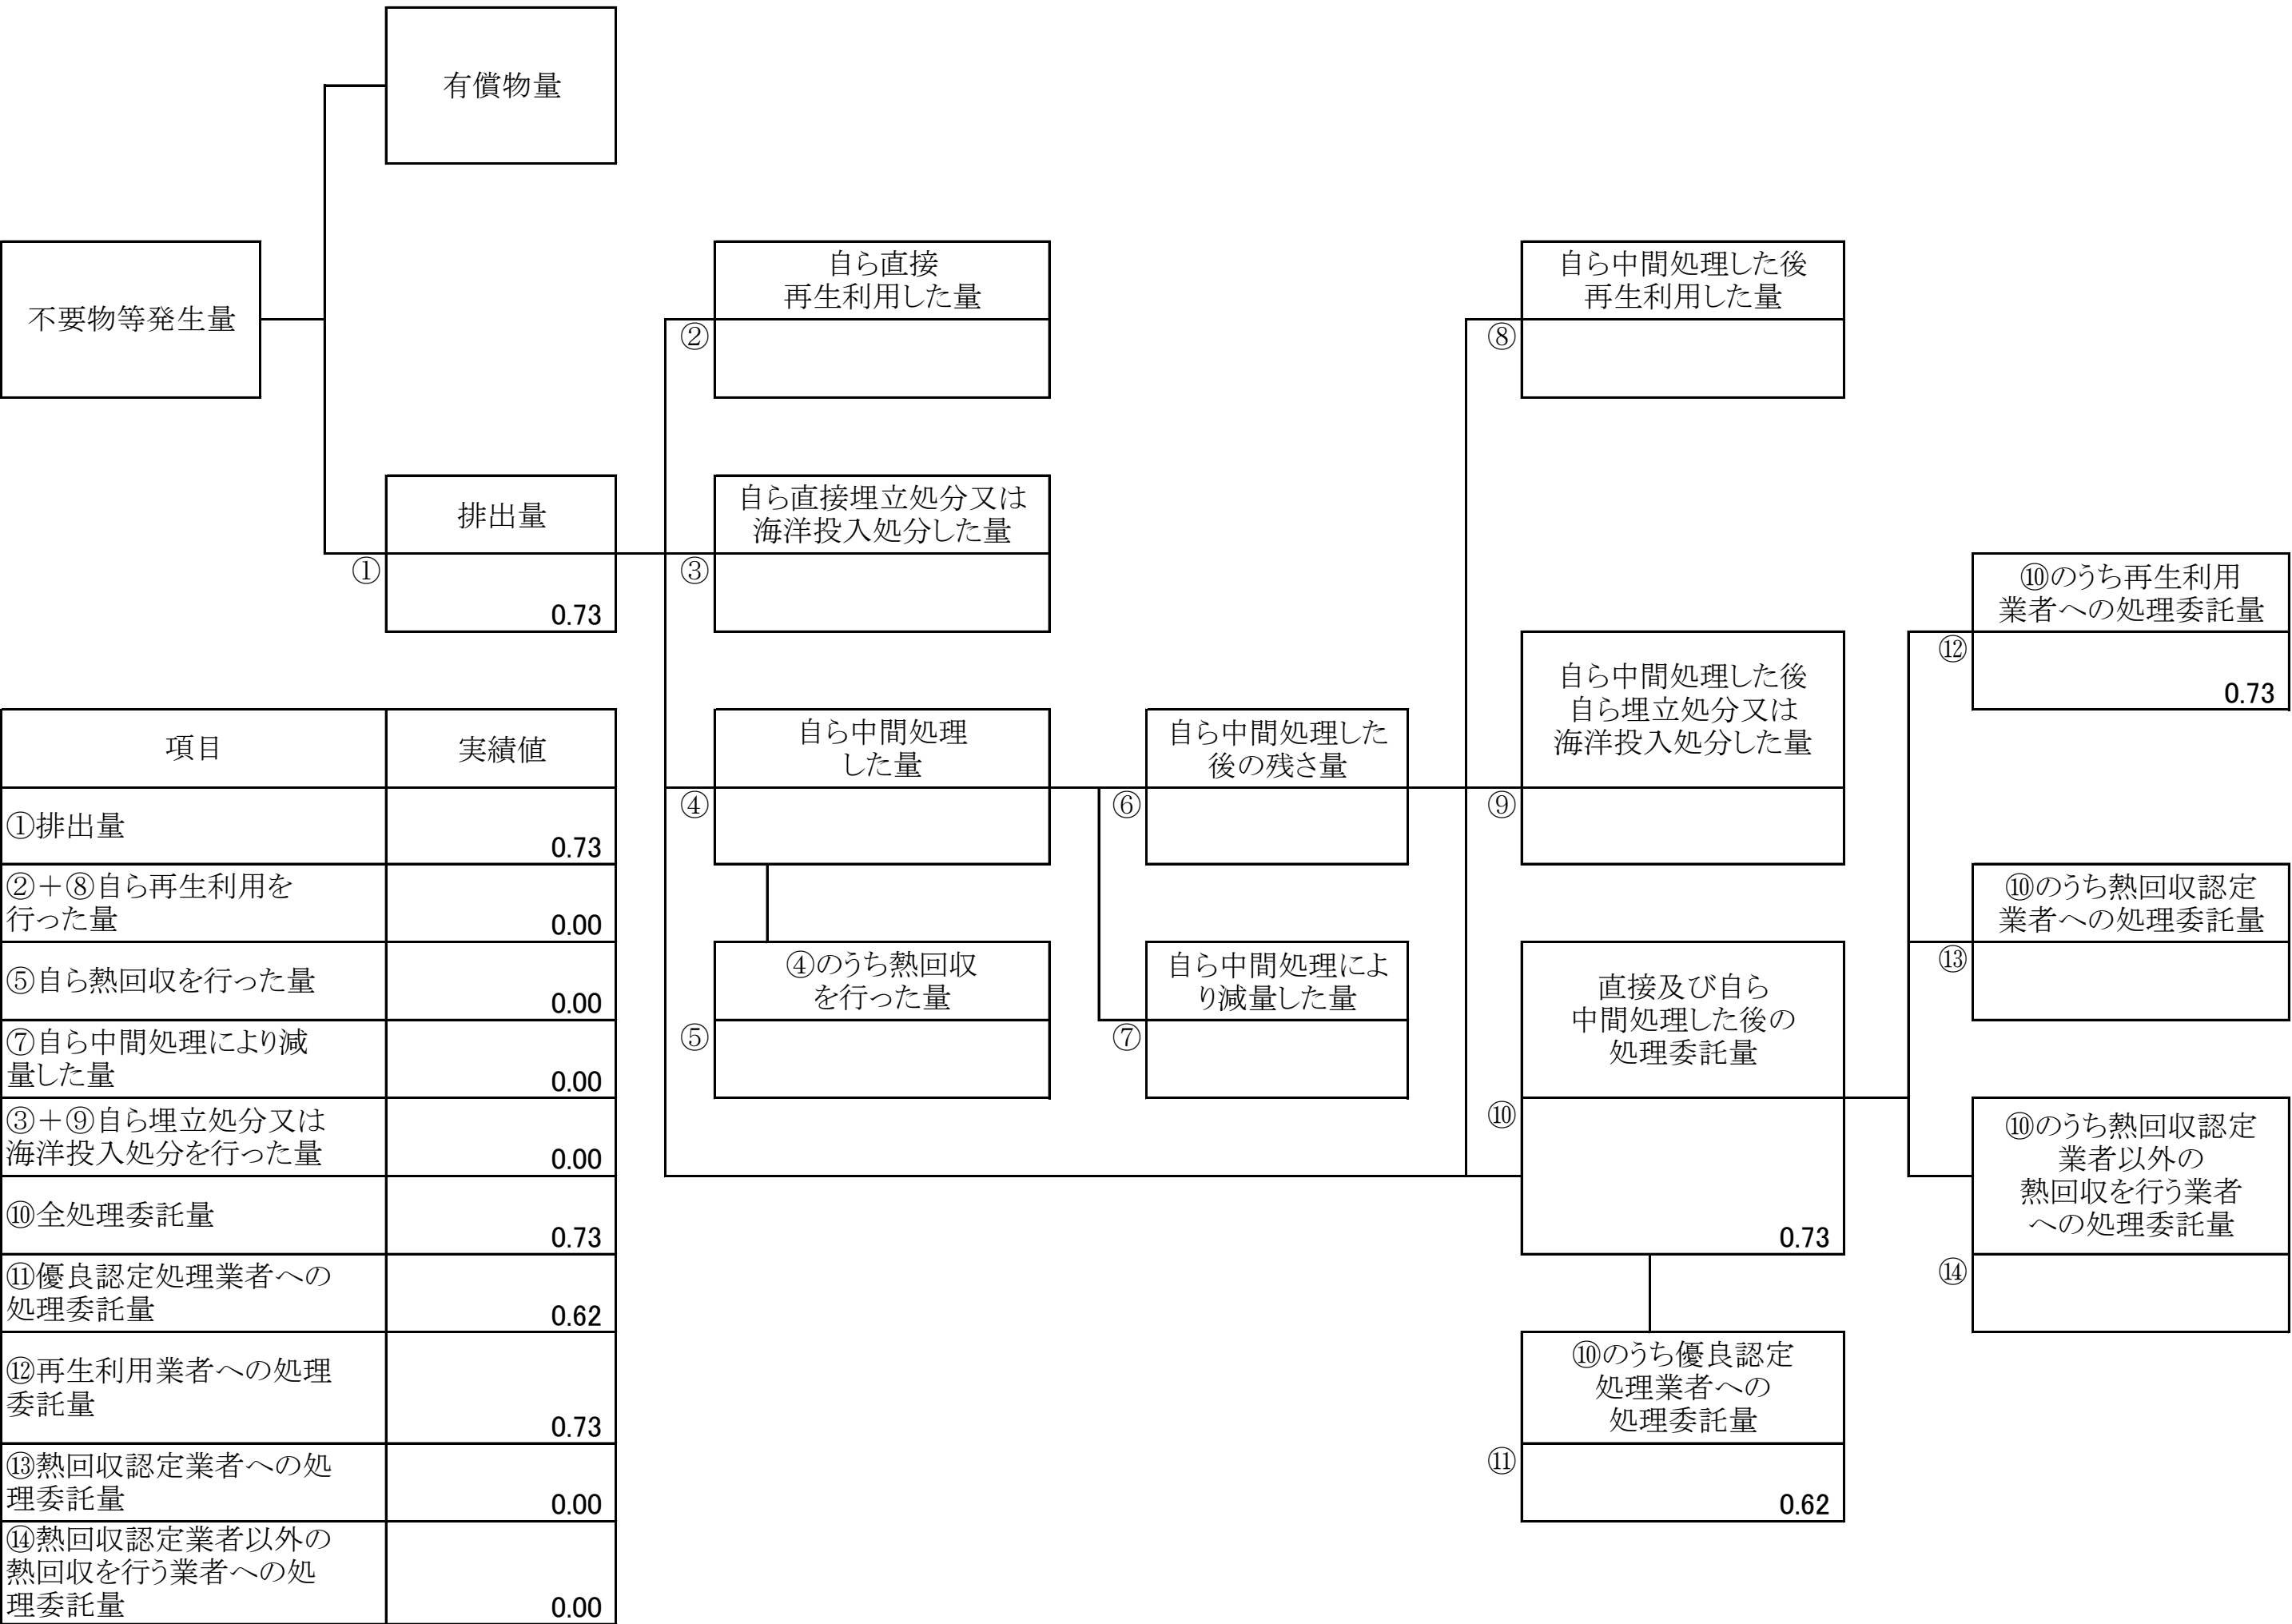 有償物量
不要物等発生量
自ら直接
再生利用した量
②
自ら中間処理した後
再生利用した量
⑧
排出量
①
0.73
自ら直接埋立処分又は
海洋投入処分した量
③
⑩のうち再生利用
業者への処理委託量
⑫
0.73
自ら中間処理
した量
④
自ら中間処理した
後の残さ量
⑥
自ら中間処理した後
自ら埋立処分又は
海洋投入処分した量
⑨
⑩のうち熱回収認定
業者への処理委託量
⑬
④のうち熱回収
を行った量
⑤
自ら中間処理によ
り減量した量
⑦
直接及び自ら
中間処理した後の
処理委託量
⑩
0.73
⑩のうち熱回収認定
業者以外の
熱回収を行う業者
への処理委託量
⑭
⑩のうち優良認定
処理業者への
処理委託量
⑪
0.62
項目
実績値
①排出量
0.73
②+⑧自ら再生利用を
行った量
0.00
⑤自ら熱回収を行った量
0.00
⑦自ら中間処理により減
量した量
0.00
③+⑨自ら埋立処分又は
海洋投入処分を行った量
0.00
⑩全処理委託量
0.73
⑪優良認定処理業者への
処理委託量
0.62
⑫再生利用業者への処理
委託量
0.73
⑬熱回収認定業者への処
理委託量
0.00
⑭熱回収認定業者以外の
熱回収を行う業者への処
理委託量
0.00